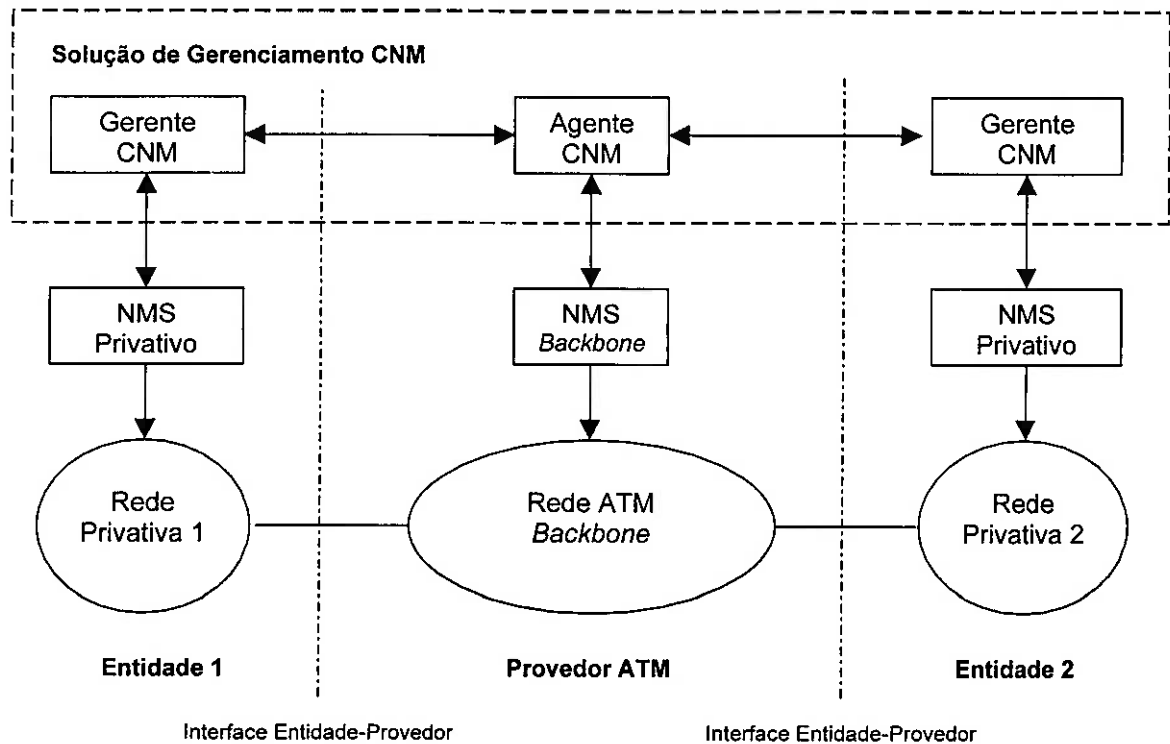 Solução de Gerenciamento CNM
Gerente
CNM
Agente
CNM
Gerente
CNM
NMS
Privativo
NMS
Backbone
NMS
Privativo
Rede
Privativa 1
Rede ATM
Backbone
Rede
Privativa 2
Entidade 1
Provedor ATM
Entidade 2
Interface Entidade-Provedor
Interface Entidade-Provedor